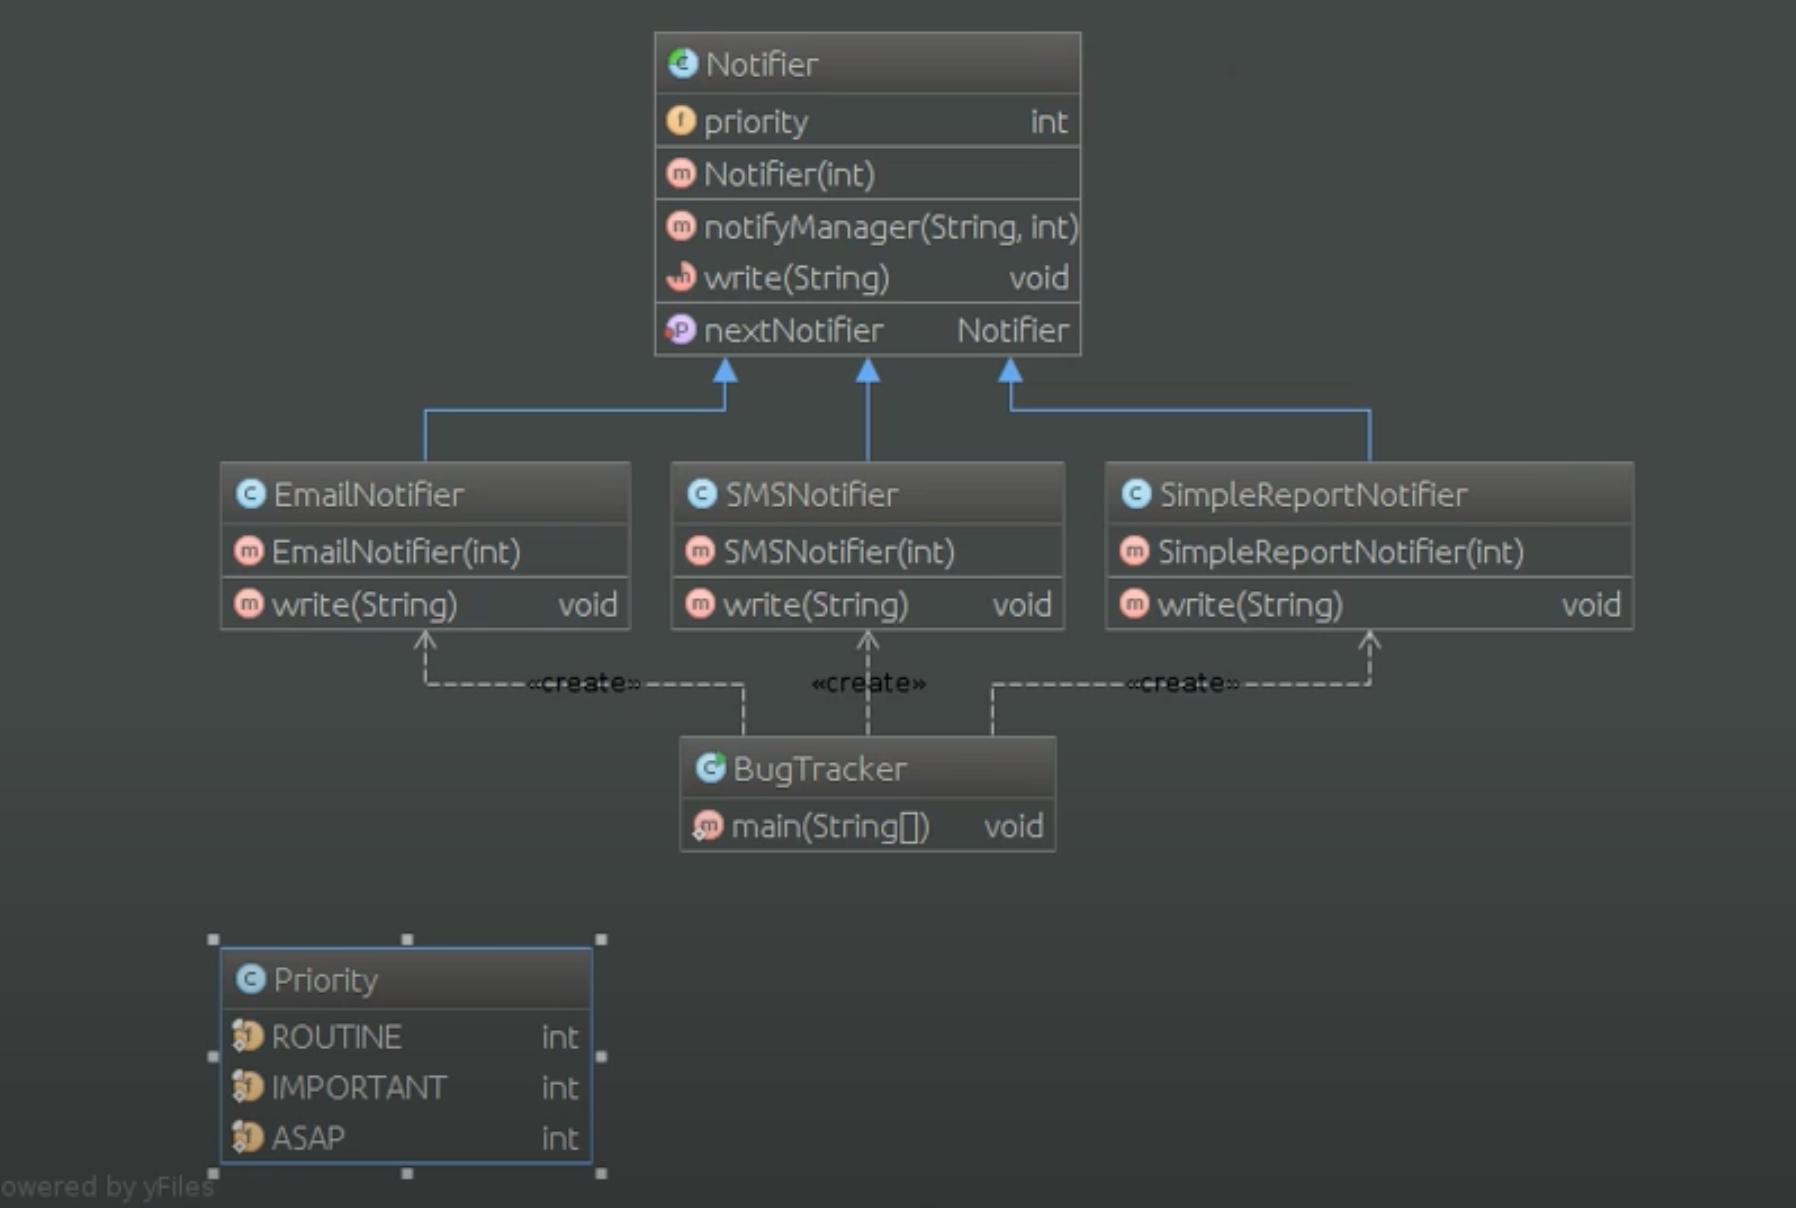 Notifier
priority int
Notifier(int)
notifyManager(String, int)
write(String) void
nextNotifier Notifier
EmailNotifier
EmailNotifier(int)
write(String) void
SMSNotifier
SMSNotifier(int)
write(String) void
SimpleReportNotifier
SimpleReportNotifier(int)
write(String) void
«create» «create» «create»
BugTracker
main(String[]) void
Priority
ROUTINE int
IMPORTANT int
ASAP int
owered by yFiles